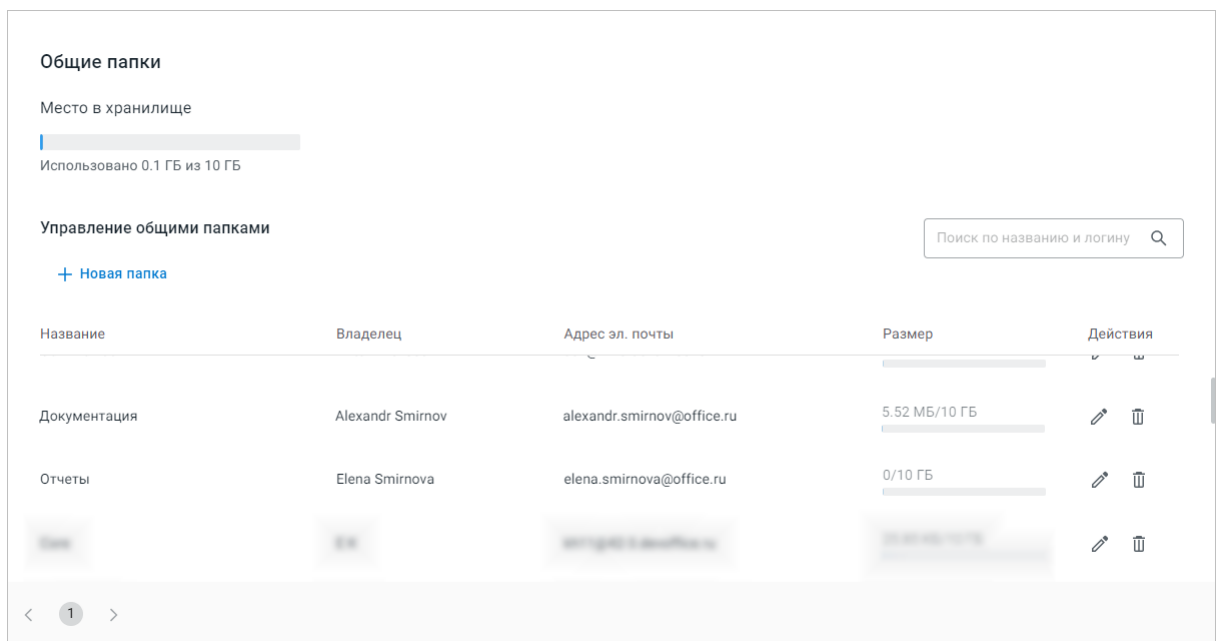 Общие папки
Место в хранилище
Использовано 0.1 ГБ из 10 ГБ
Управление общими папками
Поиск по названию и логину
Новая папка
Название Владелец Адрес эл. почты Размер Действия
Документация Alexandr Smirnov alexandr.smirnov@office.ru 5.52 МБ/10 ГБ
Отчеты Elena Smirnova elena.smirnova@office.ru 0/10 ГБ
1